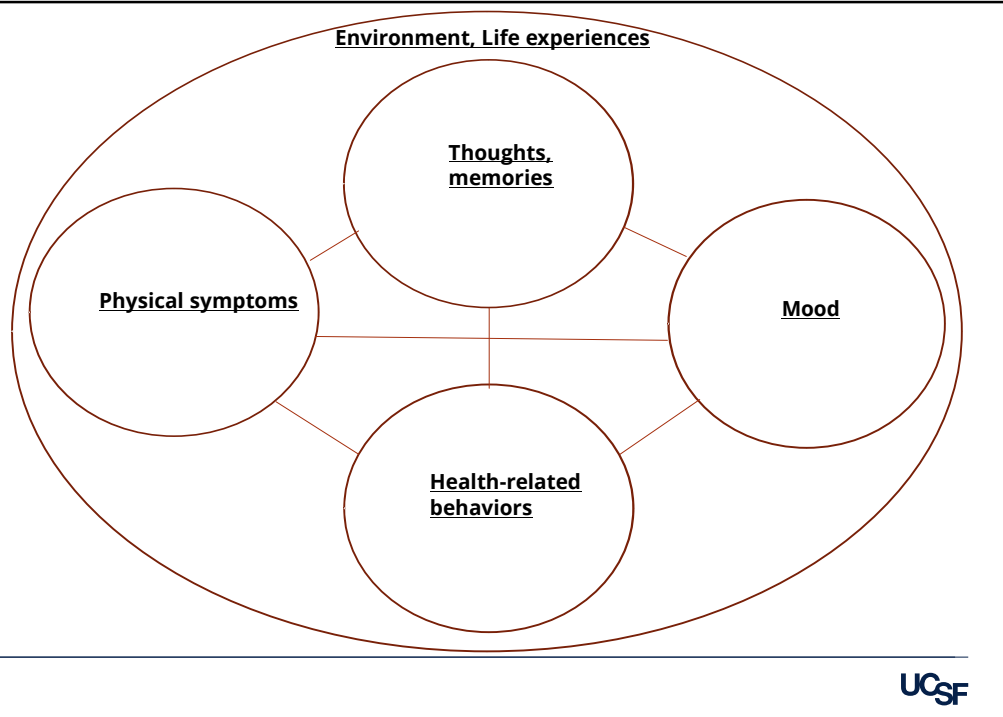 Environment, Life experiences
Thoughts,
memories
Physical symptoms
Mood
Health-related
behaviors
UCSF